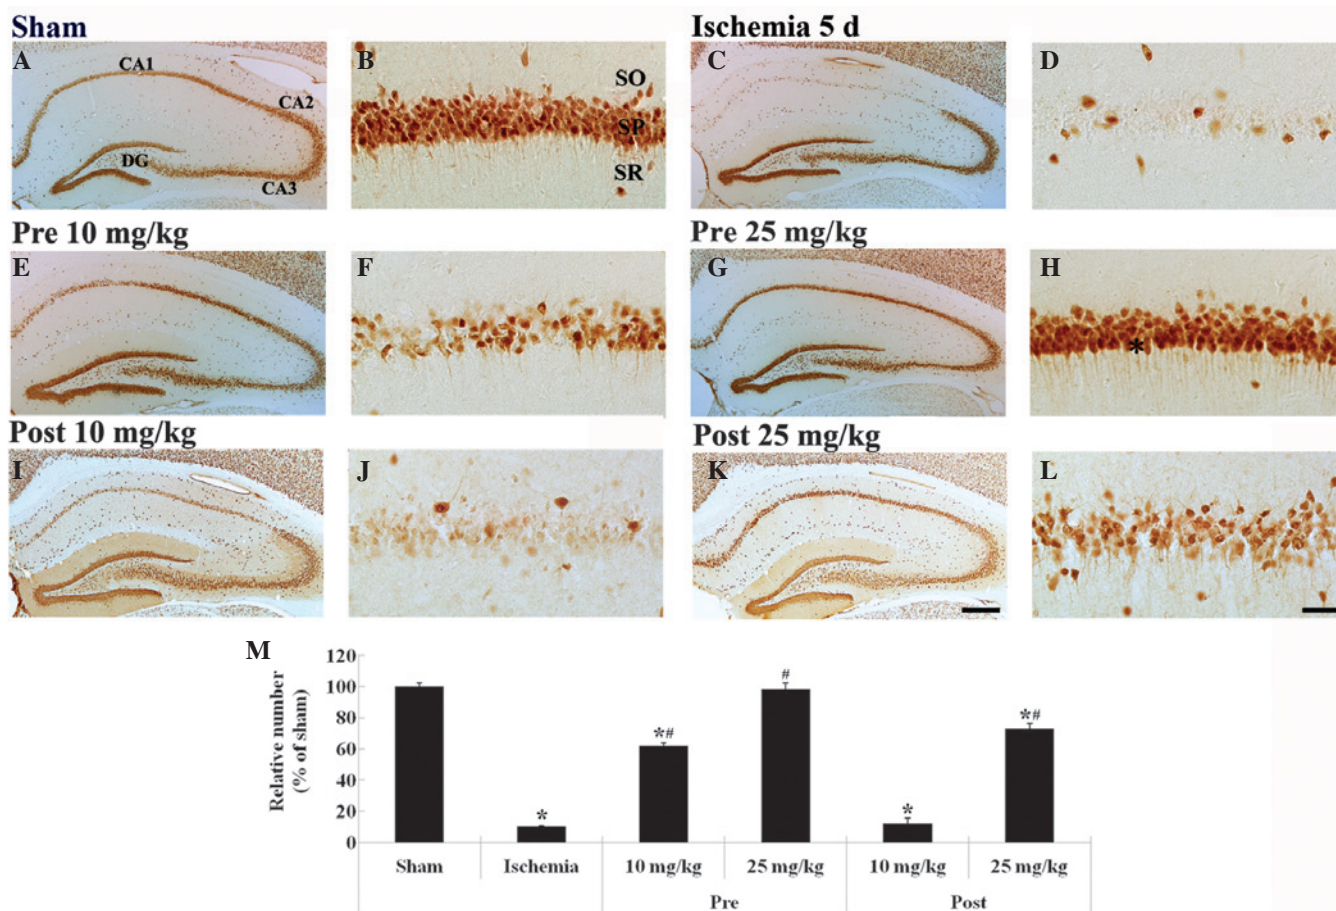 Sham
Ischemia 5 d
A
CA1
CA2
DG
CA3
B
SO
SP
SR
C
D
Pre 10 mg/kg
Pre 25 mg/kg
E
F
G
H
*
Post 10 mg/kg
Post 25 mg/kg
I
J
K
L
M
Relative number
(% of sham)
120
100
80
60
40
20
0
*
*#
#
*
*#
Sham
Ischemia
10 mg/kg
25 mg/kg
10 mg/kg
25 mg/kg
Pre
Post